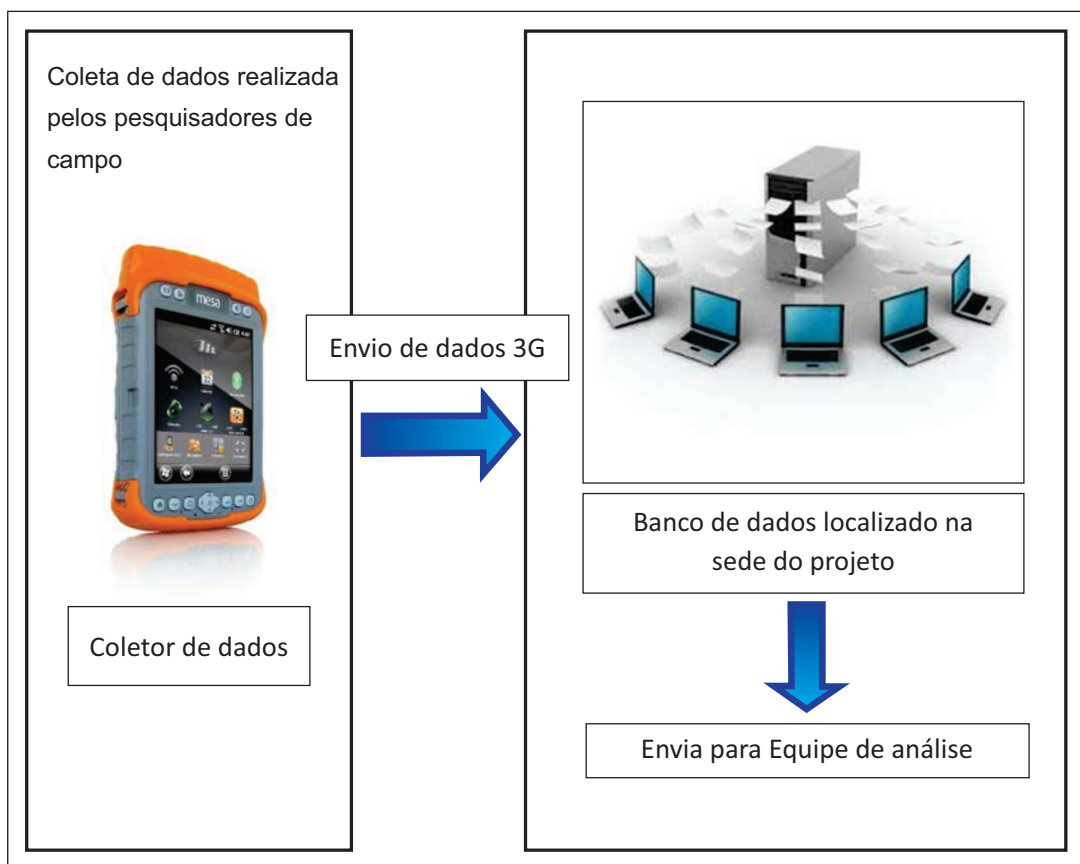 Coleta de dados realizada
pelos pesquisadores de
campo
mesa
Envio de dados 3G
Coletor de dados
Banco de dados localizado na
sede do projeto
Envia para Equipe de análise